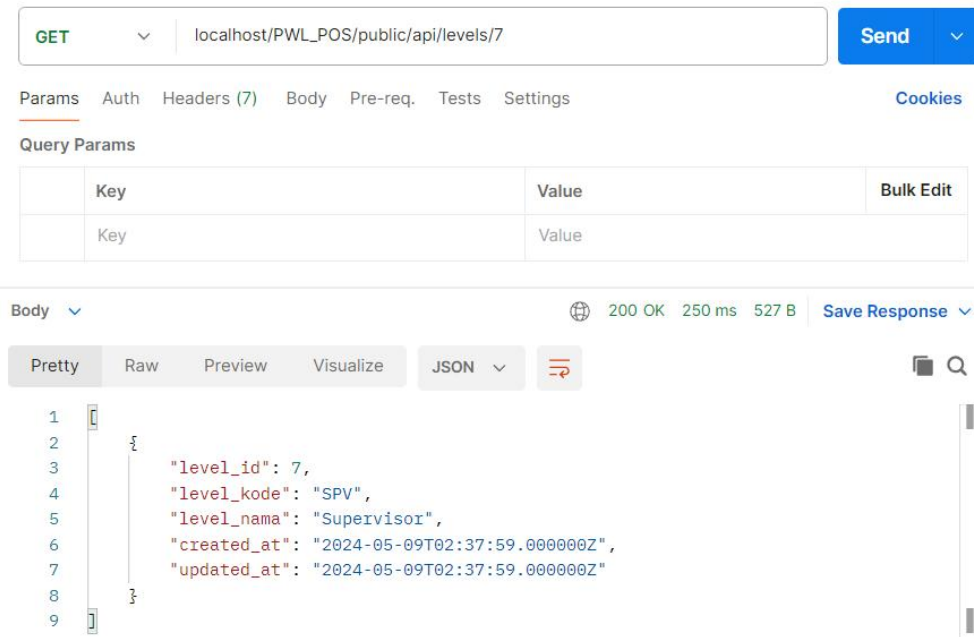 GET localhost/PWL_POS/public/api/levels/7 Send
Params Auth Headers (7) Body Pre-req. Tests Settings Cookies
Query Params
Key Value Bulk Edit
Key Value
Body 200 OK 250 ms 527 B Save Response
Pretty Raw Preview Visualize JSON
1 [
2 {
3 "level_id": 7,
4 "level_kode": "SPV",
5 "level_nama": "Supervisor",
6 "created_at": "2024-05-09T02:37:59.000000Z",
7 "updated_at": "2024-05-09T02:37:59.000000Z"
8 }
9 ]